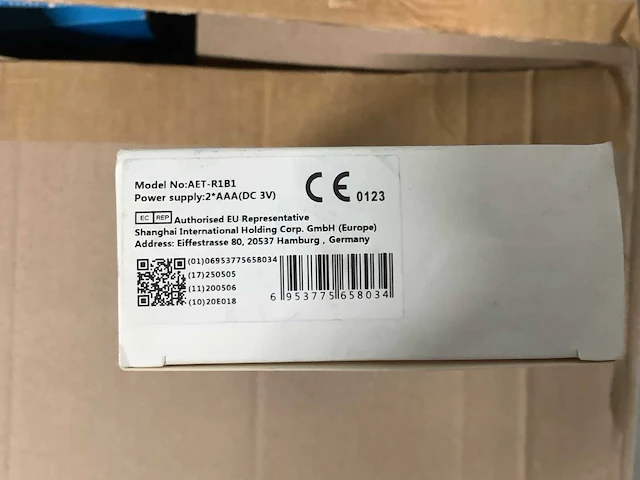 Model No:AET-R1B1
Power supply:2*AAA(DC 3V)
CE 0123
EC REP Authorised EU Representative
Shanghai International Holding Corp. GmbH (Europe)
Address: Eiffestrasse 80, 20537 Hamburg , Germany
(01)06953775658034
(17)250505
(11)200506
(10)20E018
6 953775 658034